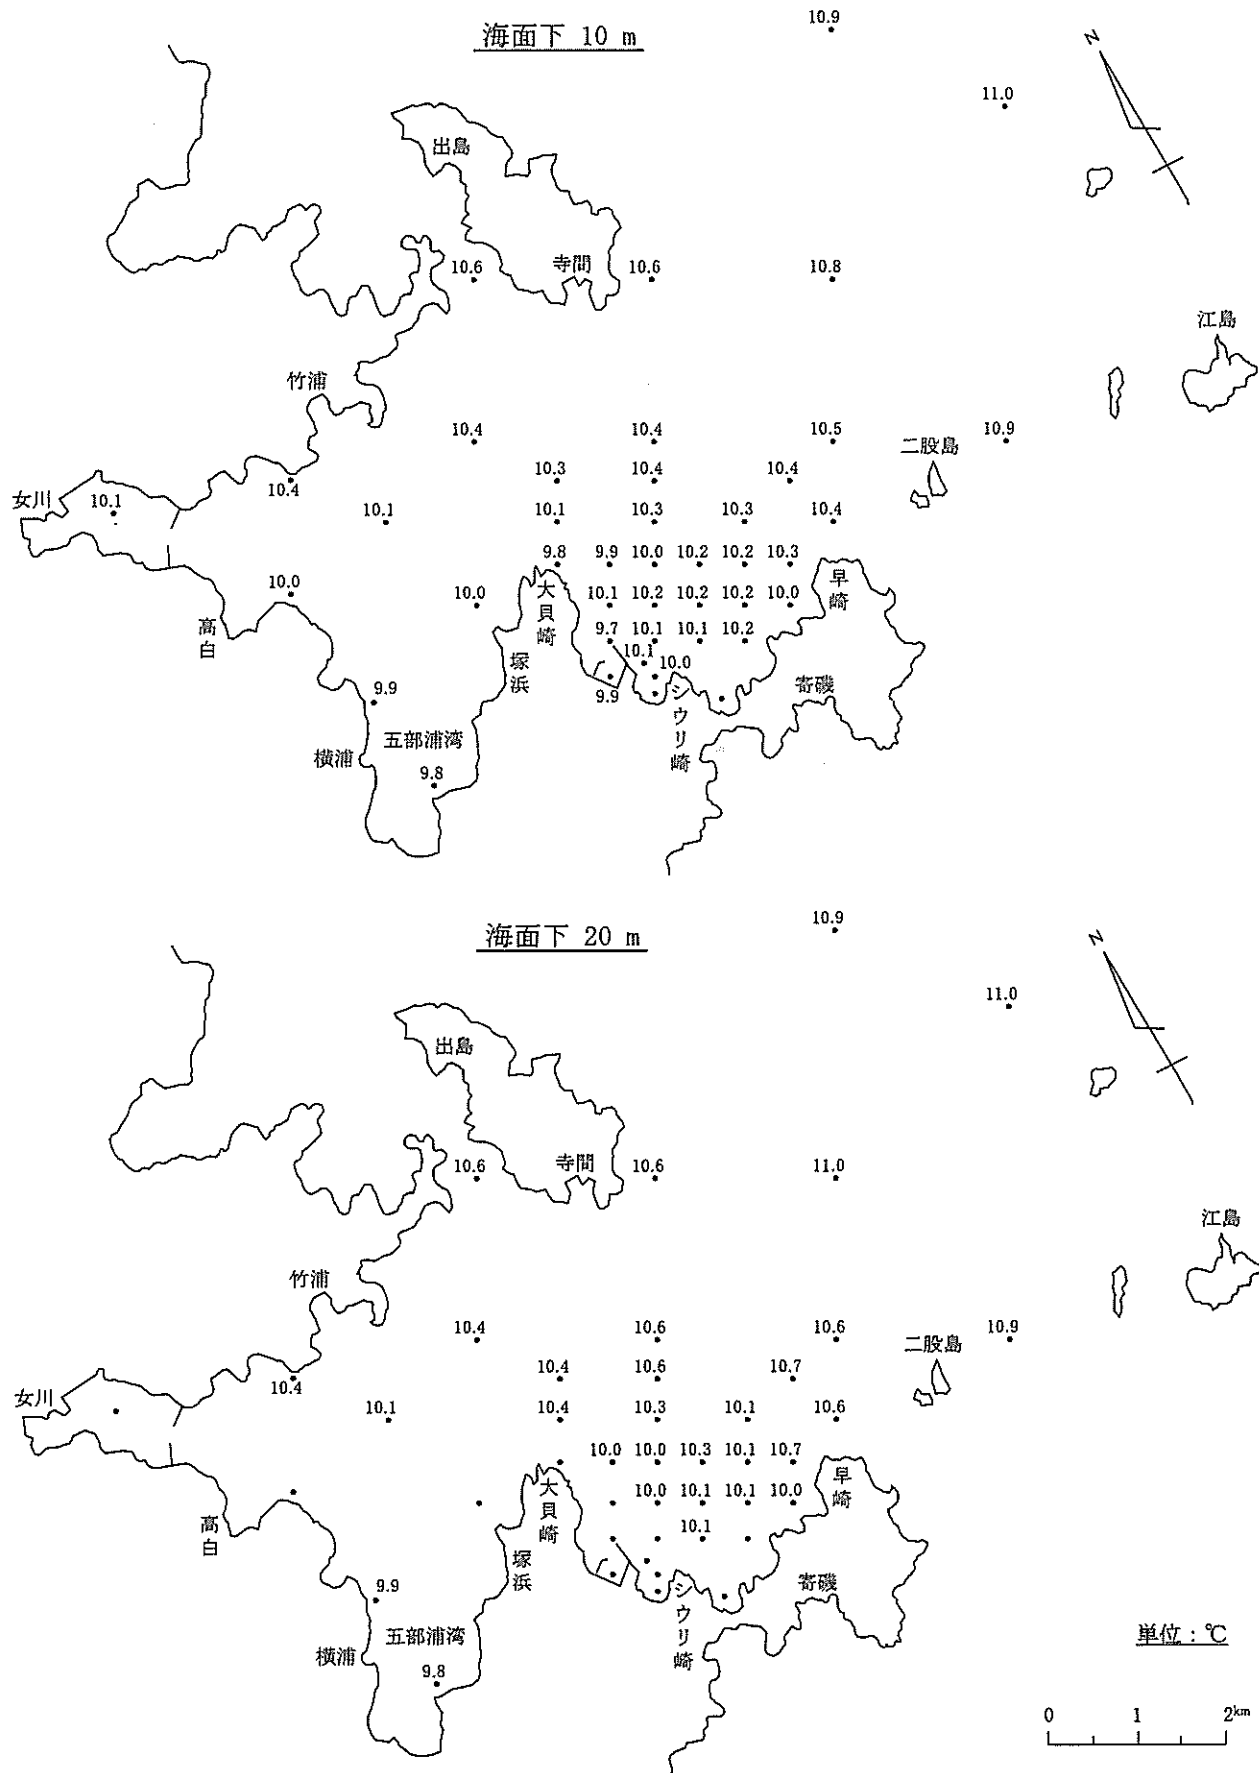 海面下 10 m
10.9
N
11.0
出島
寺間
10.6
10.6
10.8
江島
竹浦
10.4
10.4
10.5
10.9
二股島
10.3
10.4
10.4
10.4
女川
10.1
10.1
10.1
10.3
10.3
10.4
9.8
9.9
10.0
10.2
10.2
10.3
10.0
10.0
大貝崎
10.1
10.2
10.2
10.2
10.0
早崎
高白
9.7
10.1
10.1
10.2
塚浜
10.1
10.0
9.9
シウリ崎
寄磯
9.9
五部浦湾
横浦
9.8
海面下 20 m
10.9
N
11.0
出島
寺間
10.6
10.6
11.0
江島
竹浦
10.4
10.6
10.6
10.9
二股島
10.4
10.4
10.6
10.7
女川
10.1
10.4
10.3
10.1
10.6
10.0
10.0
10.3
10.1
10.7
大貝崎
10.0
10.1
10.1
10.0
早崎
高白
10.1
塚浜
シウリ崎
寄磯
9.9
五部浦湾
横浦
9.8
単位：℃
0 1 2km